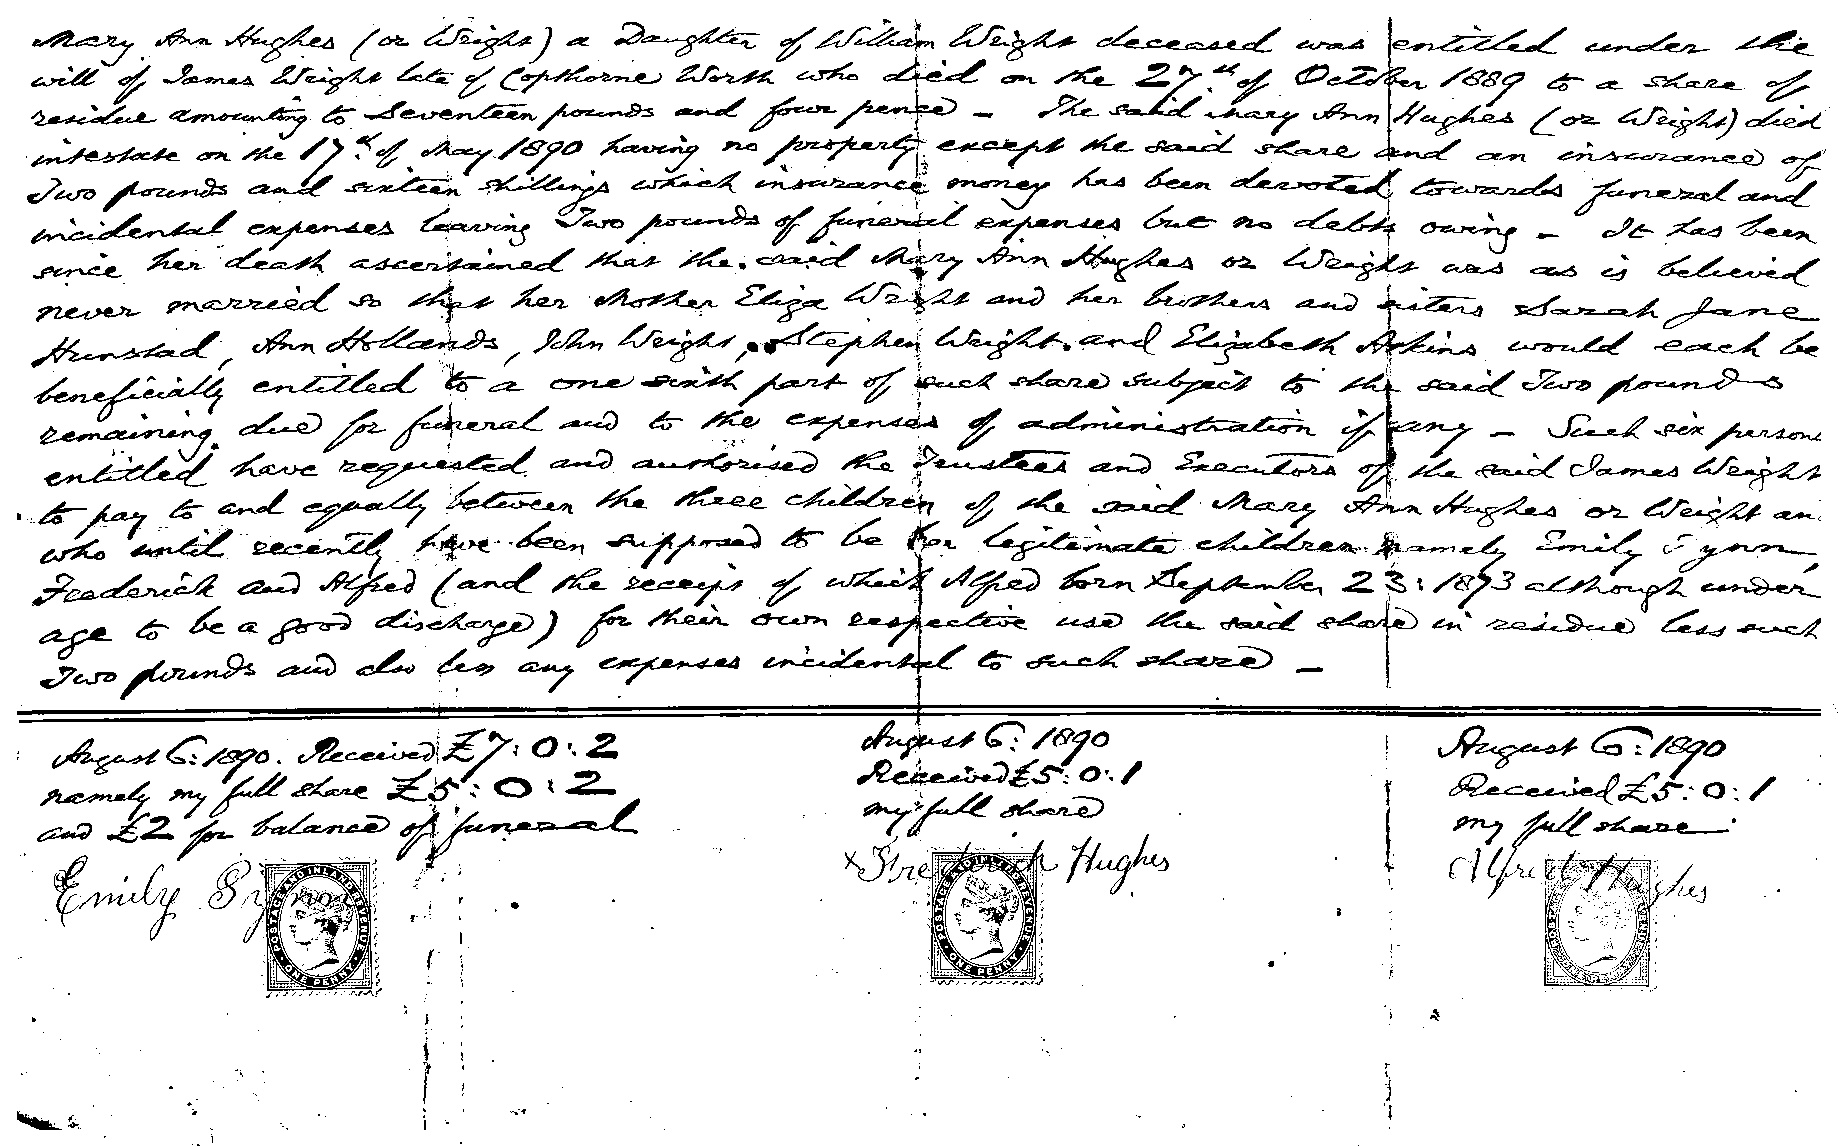 Mary Ann Hughes (or Wright) a Daughter of William Wright deceased was entitled under the
will of James Wright late of Copthorne Worth who died on the 27th of October 1889 to a share of
residue amounting to Seventeen pounds and four pence – The said Mary Ann Hughes (or Wright) died
intestate on the 17th of May 1890 having no property except the said share and an insurance of
Two pounds and sixteen shillings which insurance money has been devoted towards funeral and
incidental expenses leaving Two pounds of funeral expenses but no debts owing – It has been
since her death ascertained that the said Mary Ann Hughes or Wright was as is believed
never married so that her Mother Eliza Wright and her brothers and sisters Sarah Jane
Hunstad, Ann Hollands, John Wright, Stephen Wright and Elizabeth Askins would each be
beneficially entitled to a one sixth part of such share subject to the said Two pounds
remaining due for funeral and to the expenses of administration if any – Such six persons
entitled have requested and authorised the Trustees and Executors of the said James Wright
to pay to and equally between the three children of the said Mary Ann Hughes or Wright an
who until recently have been supposed to be her legitimate children namely Emily
Frederick and Alfred (and the receipt of which Alfred born September 23: 1873 although under
age to be a good discharge) for their own respective use the said share in residue less such
Two pounds and also less any expenses incidental to such share –
August 6: 1890. Received £7: 0: 2
namely my full share £5: 0: 2
and £2 for balance of funeral
Emily
August 6: 1890
Received £5: 0: 1
my full share
x Frederick Hughes
August 6: 1890
Received £5: 0: 1
my full share
Alfred Hughes
POSTAGE AND INLAND REVENUE
ONE PENNY
POSTAGE AND INLAND REVENUE
ONE PENNY